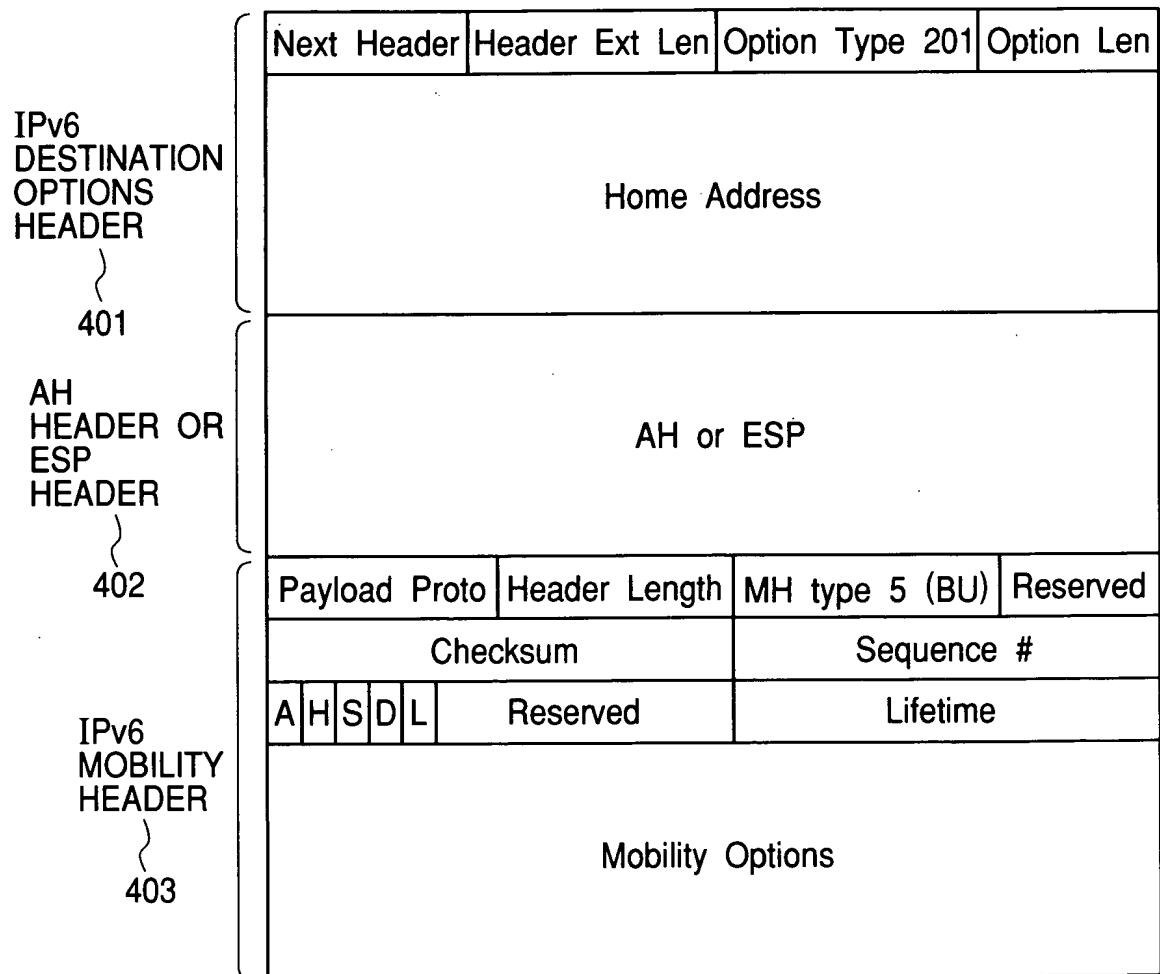 Next Header Header Ext Len Option Type 201 Option Len
IPv6
DESTINATION
OPTIONS
HEADER
401
Home Address
AH
HEADER OR
ESP
HEADER
402
AH or ESP
Payload Proto Header Length MH type 5 (BU) Reserved
Checksum Sequence #
A H S D L Reserved Lifetime
IPv6
MOBILITY
HEADER
403
Mobility Options